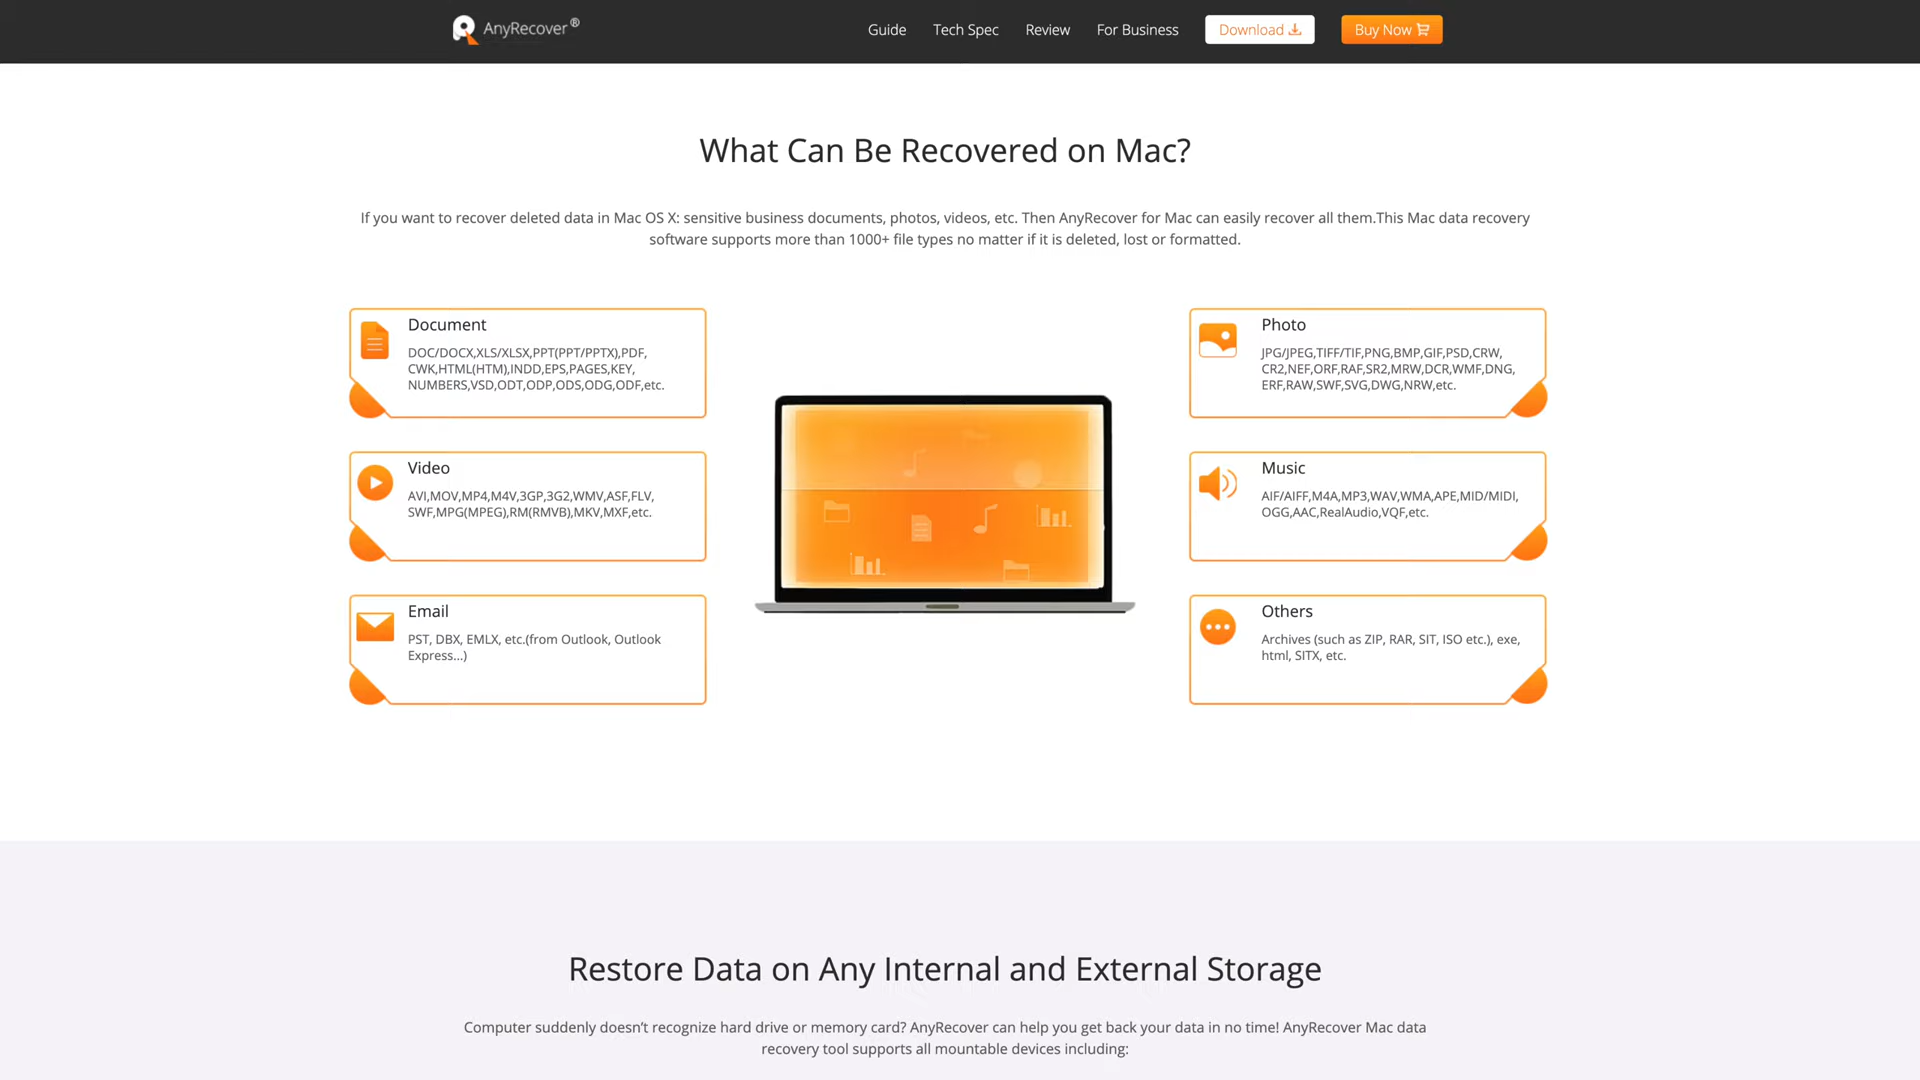 AnyRecover®
Guide
Tech Spec
Review
For Business
Download
Buy Now
What Can Be Recovered on Mac?
If you want to recover deleted data in Mac OS X: sensitive business documents, photos, videos, etc. Then AnyRecover for Mac can easily recover all them.This Mac data recovery
software supports more than 1000+ file types no matter if it is deleted, lost or formatted.
Document
DOC/DOCX,XLS/XLSX,PPT(PPT/PPTX),PDF,
CWK,HTML(HTM),INDD,EPS,PAGES,KEY,
NUMBERS,VSD,ODT,ODP,ODS,ODG,ODF,etc.
Video
AVI,MOV,MP4,M4V,3GP,3G2,WMV,ASF,FLV,
SWF,MPG(MPEG),RM(RMVB),MKV,MXF,etc.
Email
PST, DBX, EMLX, etc.(from Outlook, Outlook
Express...)
Photo
JPG/JPEG,TIFF/TIF,PNG,BMP,GIF,PSD,CRW,
CR2,NEF,ORF,RAF,SR2,MRW,DCR,WMF,DNG,
ERF,RAW,SWF,SVG,DWG,NRW,etc.
Music
AIF/AIFF,M4A,MP3,WAV,WMA,APE,MID/MIDI,
OGG,AAC,RealAudio,VQF,etc.
Others
Archives (such as ZIP, RAR, SIT, ISO etc.), exe,
html, SITX, etc.
Restore Data on Any Internal and External Storage
Computer suddenly doesn’t recognize hard drive or memory card? AnyRecover can help you get back your data in no time! AnyRecover Mac data
recovery tool supports all mountable devices including: